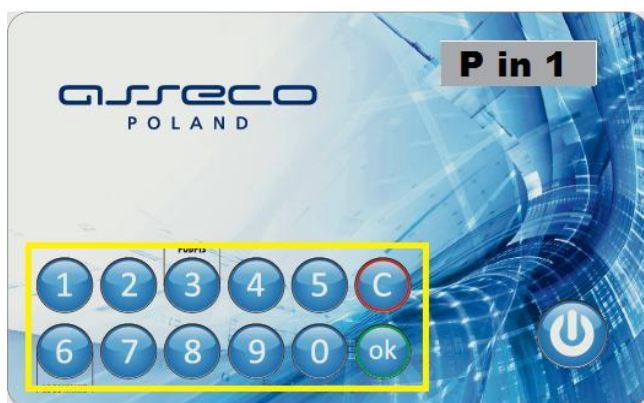 P in 1
asseco
POLAND
PODPIS
1 2 3 4 5 C
6 7 8 9 0 ok